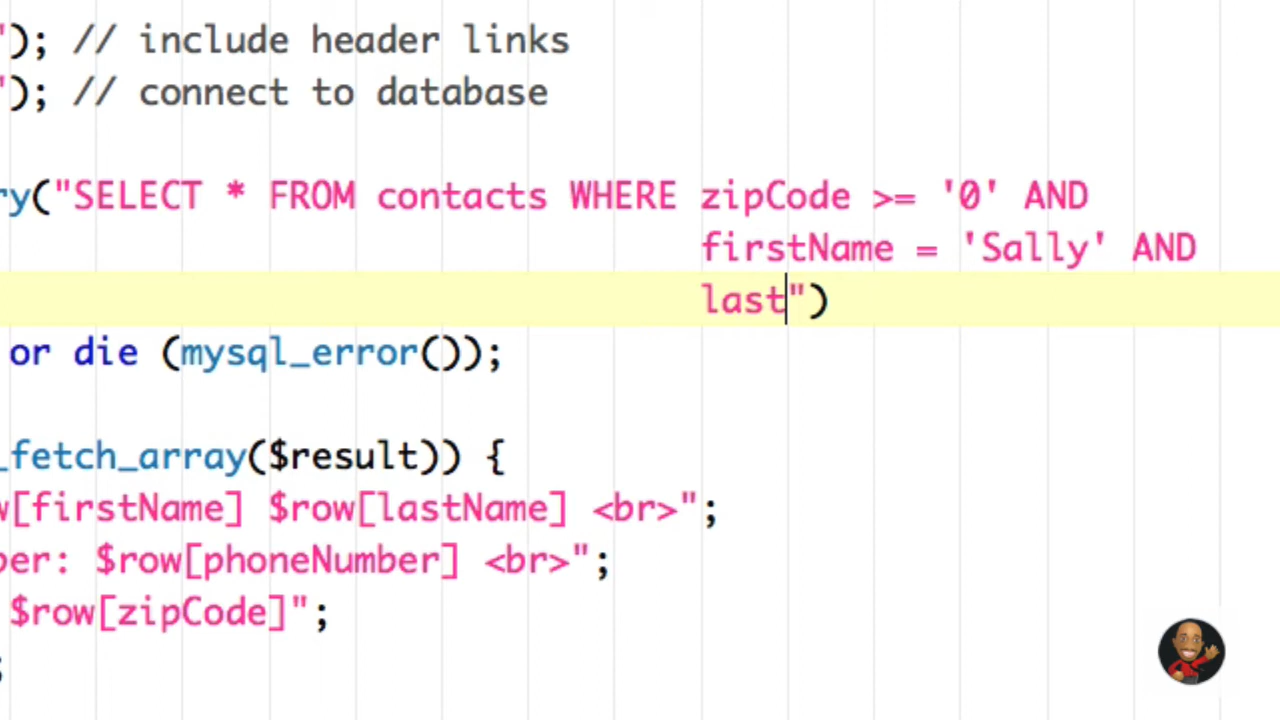 "); // include header links
"); // connect to database
ry("SELECT * FROM contacts WHERE zipCode >= '0' AND
firstName = 'Sally' AND
last")
or die (mysql_error());
_fetch_array($result)) {
w[firstName] $row[lastName] <br>";
ber: $row[phoneNumber] <br>";
$row[zipCode]";
;